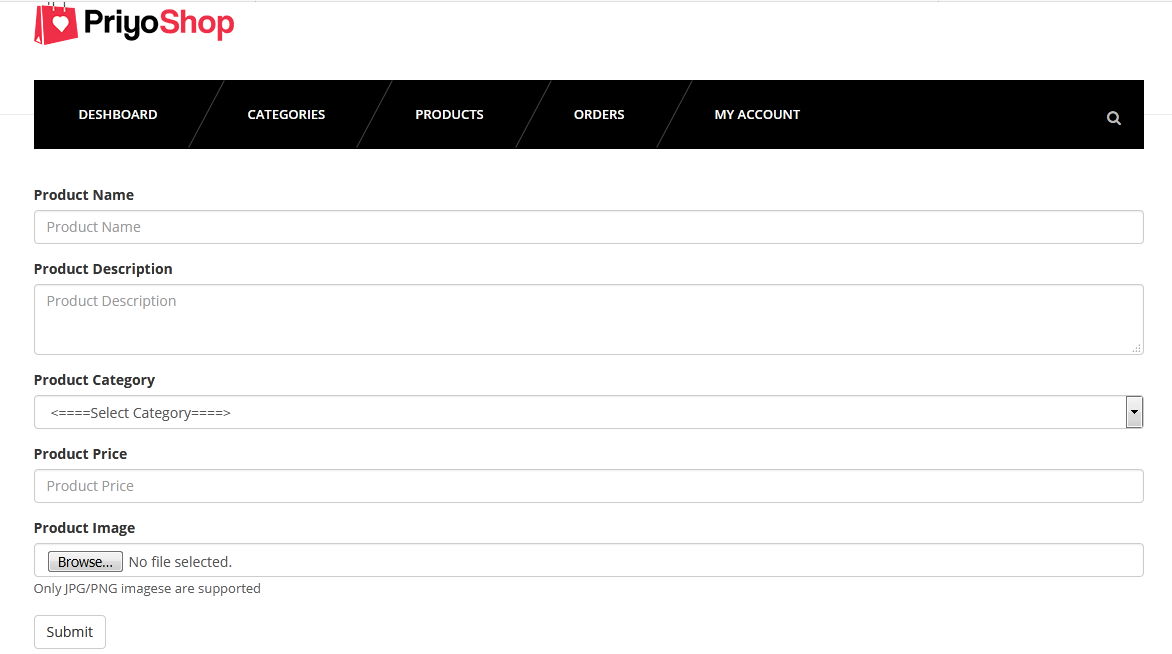 PriyoShop
DESHBOARD CATEGORIES PRODUCTS ORDERS MY ACCOUNT
Product Name
Product Name
Product Description
Product Description
Product Category
<====Select Category====>
Product Price
Product Price
Product Image
Browse... No file selected.
Only JPG/PNG imagese are supported
Submit